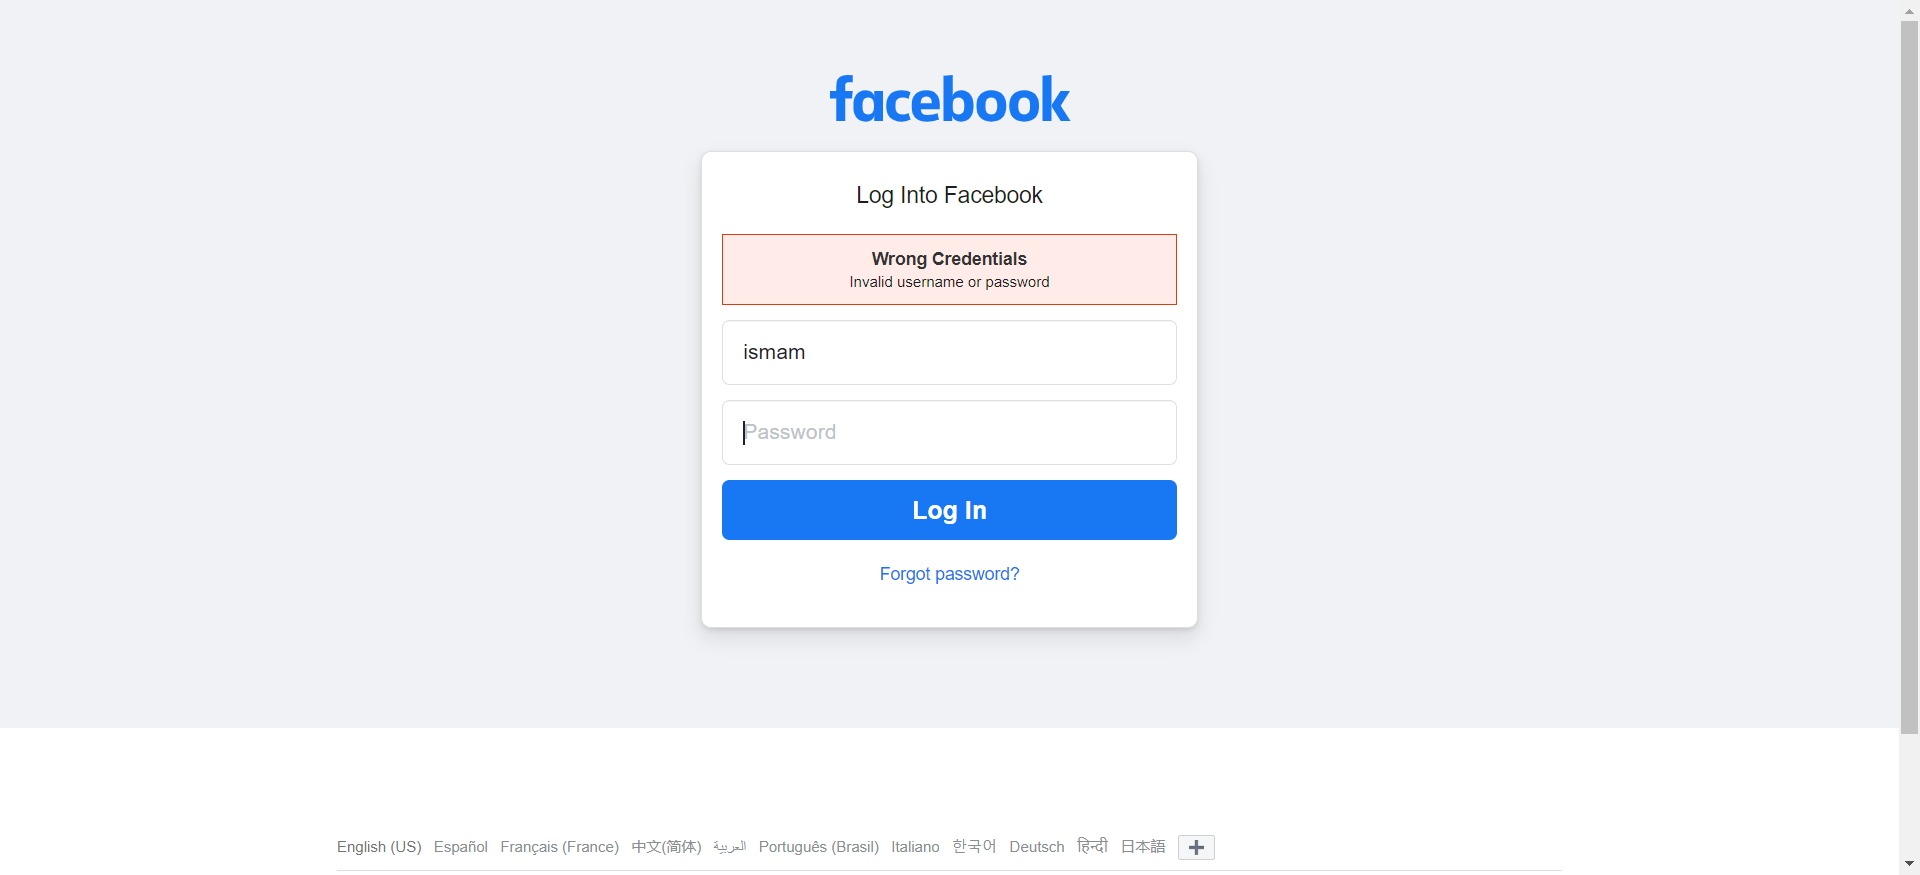 facebook
Log Into Facebook
Wrong Credentials
Invalid username or password
ismam
Password
Log In
Forgot password?
English (US) Español Français (France) 中文(简体) العربية Português (Brasil) Italiano 한국어 Deutsch हिन्दी 日本語